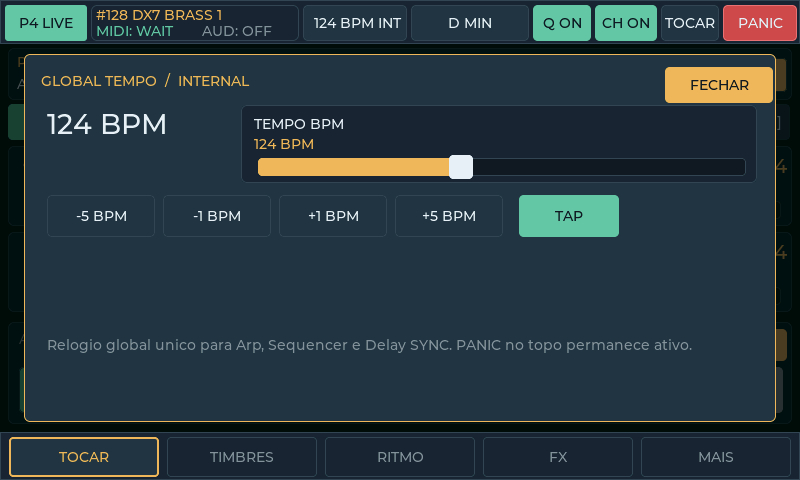 P4 LIVE
#128 DX7 BRASS 1
MIDI: WAIT AUD: OFF
124 BPM INT
D MIN
Q ON
CH ON
TOCAR
PANIC
GLOBAL TEMPO / INTERNAL
FECHAR
124 BPM
TEMPO BPM
124 BPM
-5 BPM
-1 BPM
+1 BPM
+5 BPM
TAP
Relogio global unico para Arp, Sequencer e Delay SYNC. PANIC no topo permanece ativo.
TOCAR
TIMBRES
RITMO
FX
MAIS